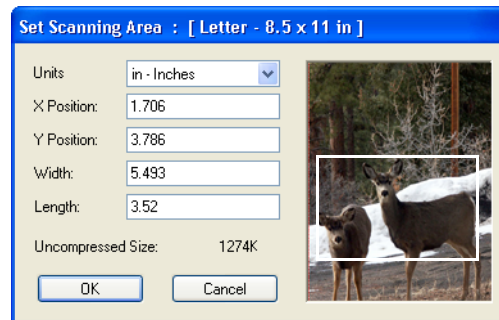 Set Scanning Area : [ Letter - 8.5 x 11 in ]
Units in - Inches
X Position: 1.706
Y Position: 3.786
Width: 5.493
Length: 3.52
Uncompressed Size: 1274K
OK Cancel